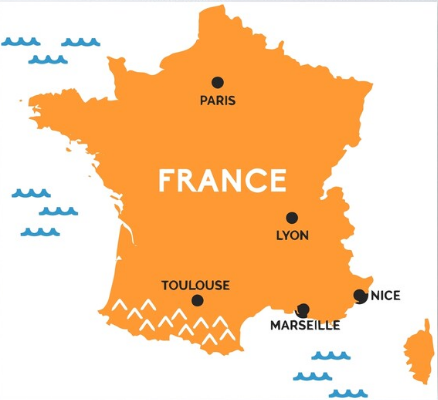 PARIS
FRANCE
LYON
TOULOUSE
NICE
MARSEILLE